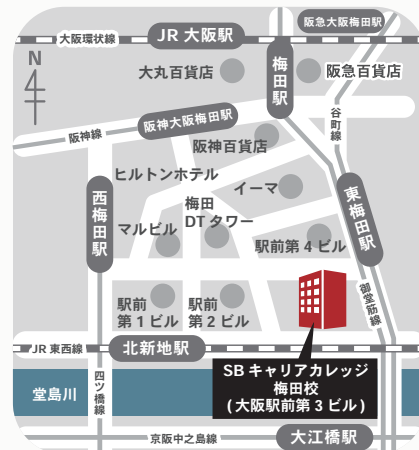 阪急大阪梅田駅
大阪環状線
JR 大阪駅
N
大丸百貨店
梅田駅
阪急百貨店
谷町線
阪神大阪梅田駅
阪神線
阪神百貨店
ヒルトンホテル
イーマ
西梅田駅
梅田
DT タワー
東梅田駅
マルビル
駅前第 4 ビル
御堂筋線
駅前
第 1 ビル
駅前
第 2 ビル
JR 東西線
北新地駅
SB キャリアカレッジ
梅田校
( 大阪駅前第 3 ビル )
堂島川
四ツ橋線
京阪中之島線
大江橋駅